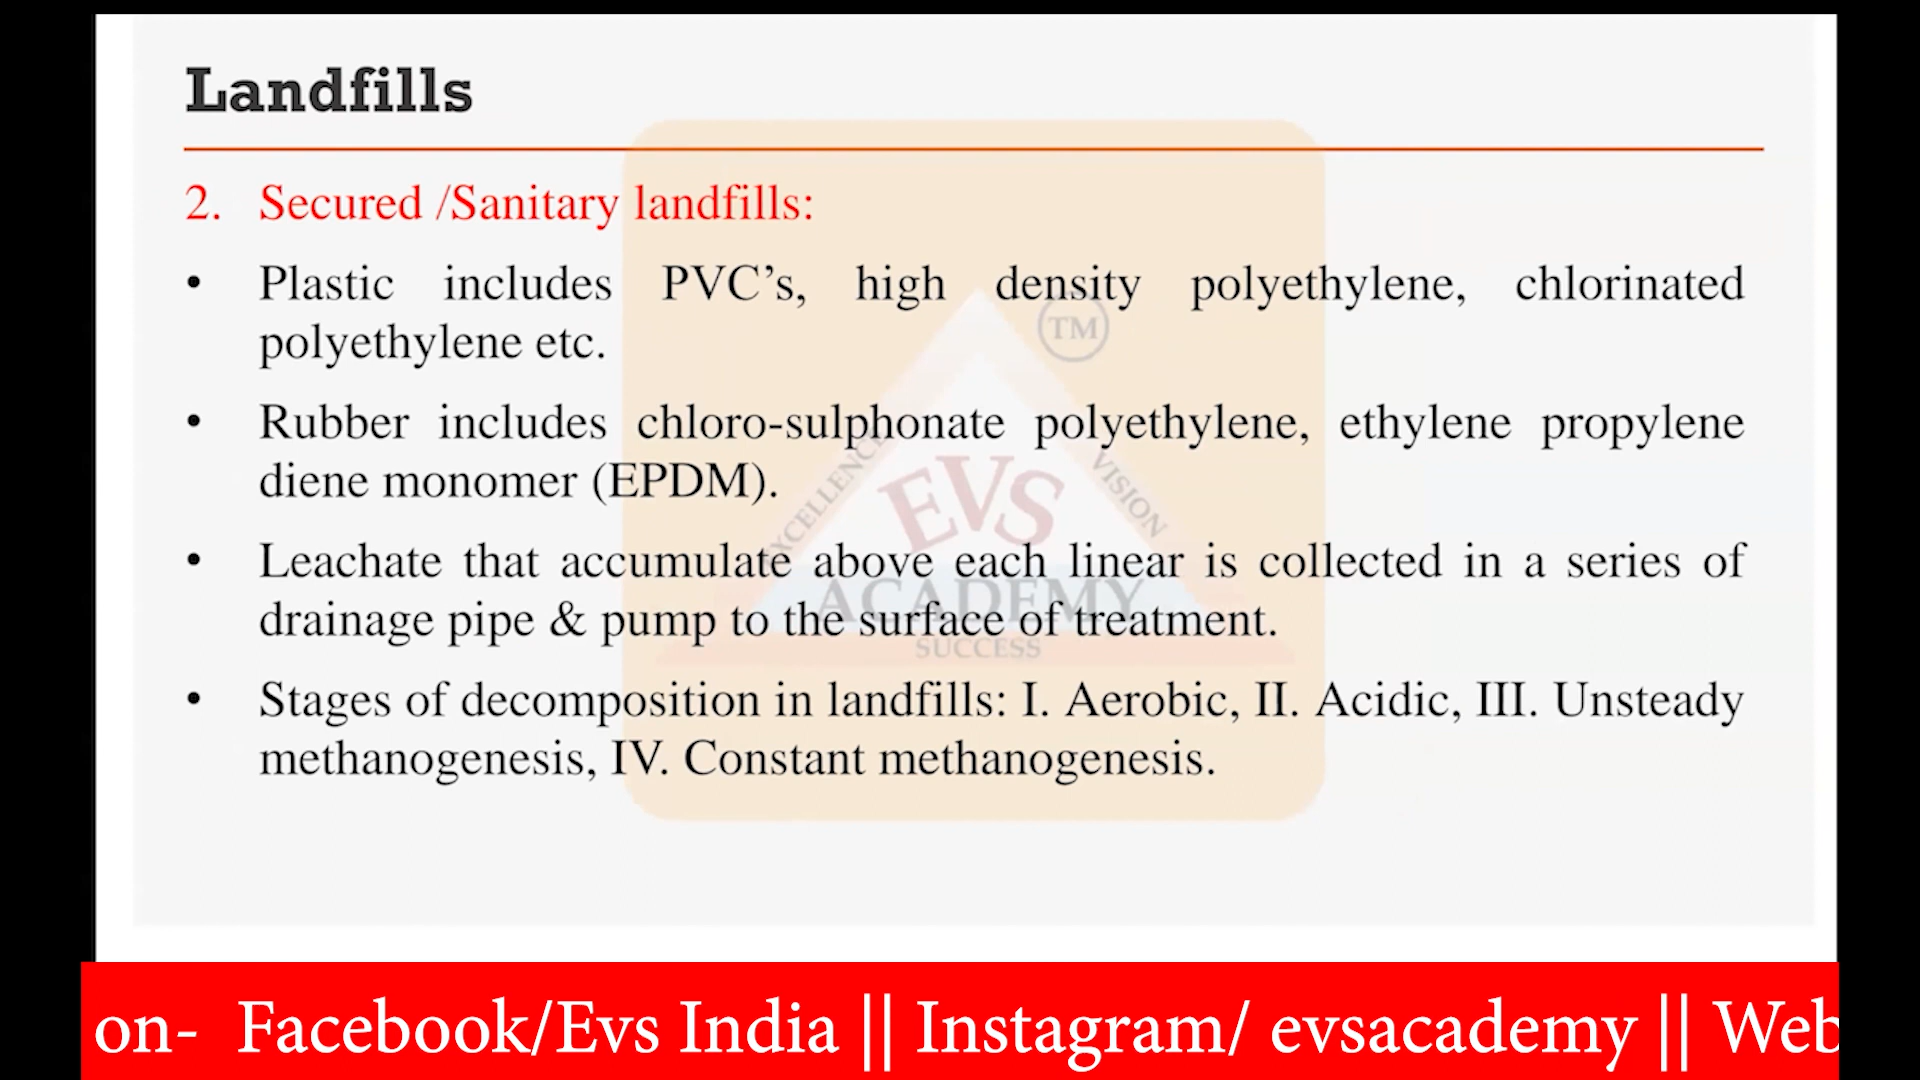 Landfills
2. Secured /Sanitary landfills:
• Plastic includes PVC’s, high density polyethylene, chlorinated
polyethylene etc.
• Rubber includes chloro-sulphonate polyethylene, ethylene propylene
diene monomer (EPDM).
• Leachate that accumulate above each linear is collected in a series of
drainage pipe & pump to the surface of treatment.
• Stages of decomposition in landfills: I. Aerobic, II. Acidic, III. Unsteady
methanogenesis, IV. Constant methanogenesis.
TM
EXCELLENCE
VISION
EVS
ACADEMY
SUCCESS
on- Facebook/Evs India || Instagram/ evsacademy || Web